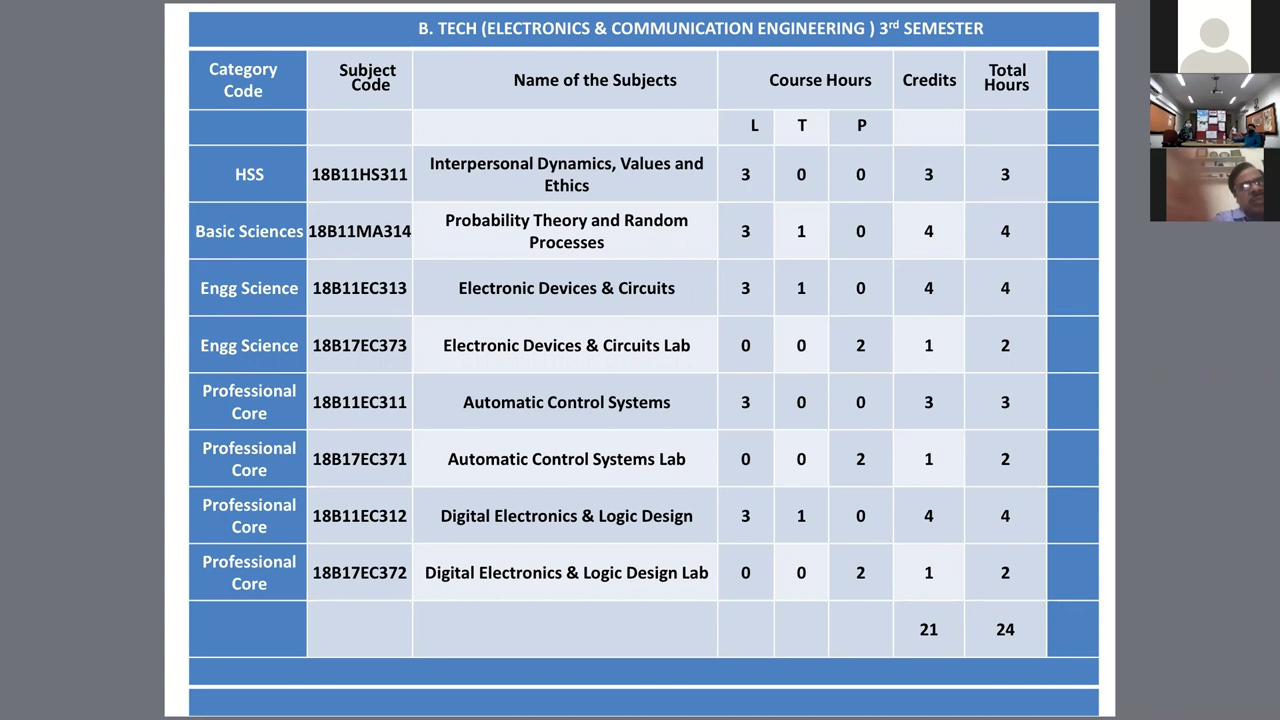 B. TECH (ELECTRONICS & COMMUNICATION ENGINEERING ) 3rd SEMESTER
Category Code Subject Code Name of the Subjects Course Hours Credits Total Hours
L T P
HSS 18B11HS311 Interpersonal Dynamics, Values and Ethics 3 0 0 3 3
Basic Sciences 18B11MA314 Probability Theory and Random Processes 3 1 0 4 4
Engg Science 18B11EC313 Electronic Devices & Circuits 3 1 0 4 4
Engg Science 18B17EC373 Electronic Devices & Circuits Lab 0 0 2 1 2
Professional Core 18B11EC311 Automatic Control Systems 3 0 0 3 3
Professional Core 18B17EC371 Automatic Control Systems Lab 0 0 2 1 2
Professional Core 18B11EC312 Digital Electronics & Logic Design 3 1 0 4 4
Professional Core 18B17EC372 Digital Electronics & Logic Design Lab 0 0 2 1 2
21 24